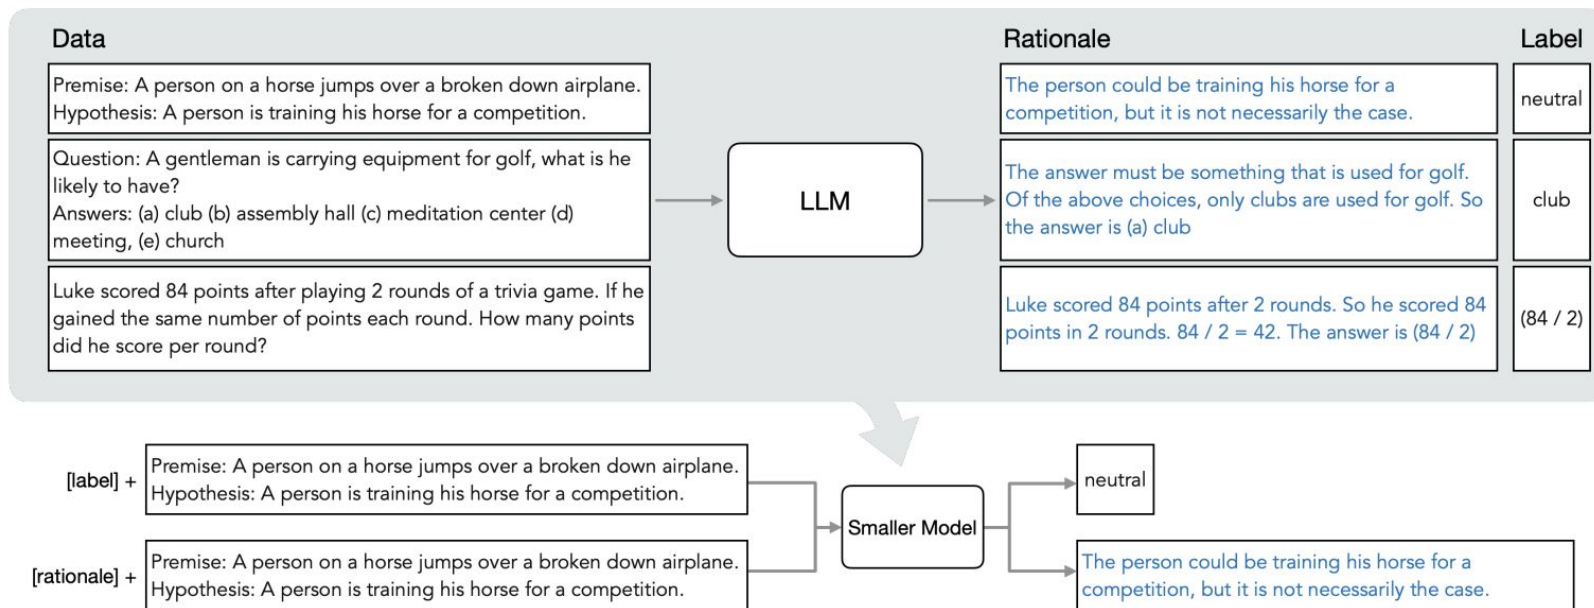 Data
Rationale
Label
Premise: A person on a horse jumps over a broken down airplane.
Hypothesis: A person is training his horse for a competition.
The person could be training his horse for a
competition, but it is not necessarily the case.
neutral
Question: A gentleman is carrying equipment for golf, what is he
likely to have?
Answers: (a) club (b) assembly hall (c) meditation center (d)
meeting, (e) church
LLM
The answer must be something that is used for golf.
Of the above choices, only clubs are used for golf. So
the answer is (a) club
club
Luke scored 84 points after playing 2 rounds of a trivia game. If he
gained the same number of points each round. How many points
did he score per round?
Luke scored 84 points after 2 rounds. So he scored 84
points in 2 rounds. 84 / 2 = 42. The answer is (84 / 2)
(84 / 2)
[label] +
Premise: A person on a horse jumps over a broken down airplane.
Hypothesis: A person is training his horse for a competition.
neutral
Smaller Model
[rationale] +
Premise: A person on a horse jumps over a broken down airplane.
Hypothesis: A person is training his horse for a competition.
The person could be training his horse for a
competition, but it is not necessarily the case.